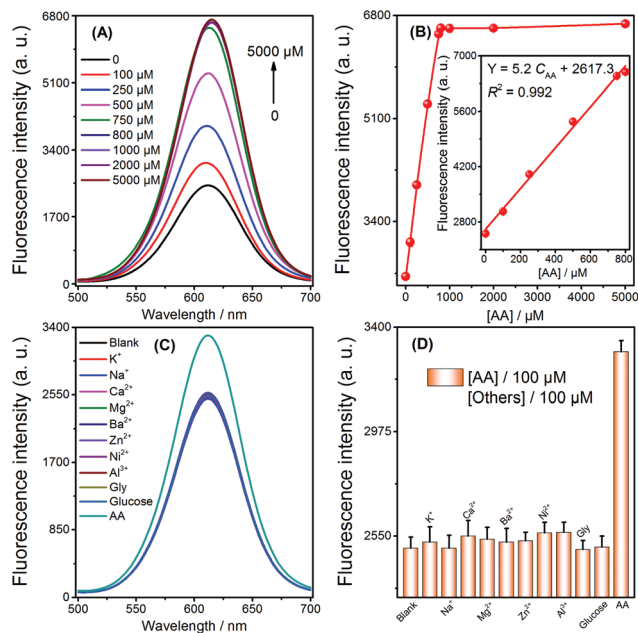 (A)
6800
5100
3400
1700
0
Fluorescence intensity (a. u.)
0
100 μM
250 μM
500 μM
750 μM
800 μM
1000 μM
2000 μM
5000 μM
5000 μM
0
500 550 600 650 700
Wavelength / nm
(B)
6800
5100
3400
Fluorescence intensity (a. u.)
7000
5600
4200
2800
Fluorescence intensity (a. u.)
Y = 5.2 C_AA + 2617.3
R² = 0.992
0 200 400 600 800
[AA] / μM
0 1000 2000 3000 4000 5000
[AA] / μM
(C)
3400
2550
1700
850
0
Fluorescence intensity (a. u.)
Blank
K⁺
Na⁺
Ca²⁺
Mg²⁺
Ba²⁺
Zn²⁺
Ni²⁺
Al³⁺
Gly
Glucose
AA
500 550 600 650 700
Wavelength / nm
(D)
3400
2975
2550
Fluorescence intensity (a. u.)
[AA] / 100 μM
[Others] / 100 μM
K⁺ Ca²⁺ Ba²⁺ Ni²⁺ Gly
Blank Na⁺ Mg²⁺ Zn²⁺ Al³⁺ Glucose AA